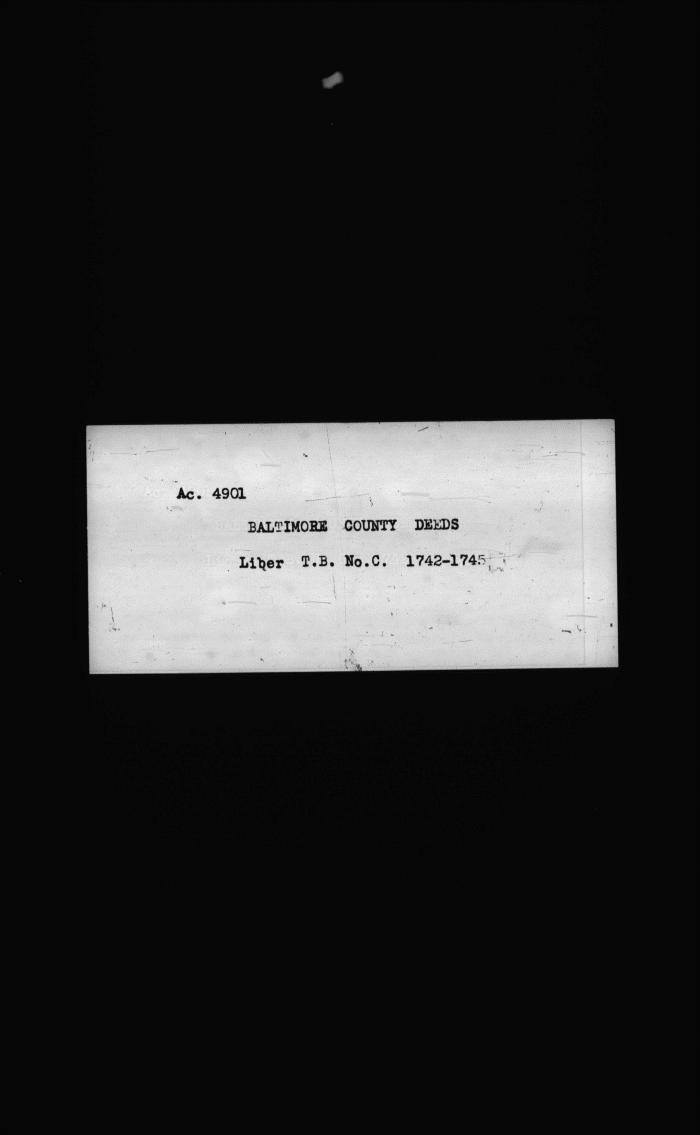 Ac. 4901
BALTIMORE COUNTY DEEDS
Liber T.B. No.C. 1742-1745